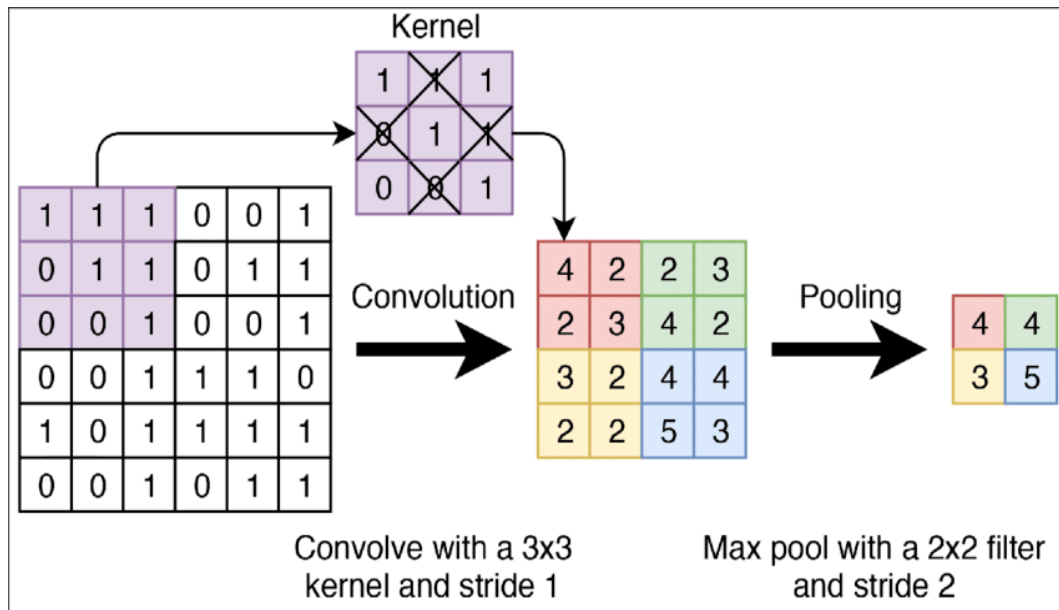 Kernel
1 1 1
0 1 1
0 0 1
1 1 1 0 0 1
0 1 1 0 1 1
0 0 1 0 0 1
0 0 1 1 1 0
1 0 1 1 1 1
0 0 1 0 1 1
Convolution
4 2 2 3
2 3 4 2
3 2 4 4
2 2 5 3
Pooling
4 4
3 5
Convolve with a 3x3
kernel and stride 1
Max pool with a 2x2 filter
and stride 2